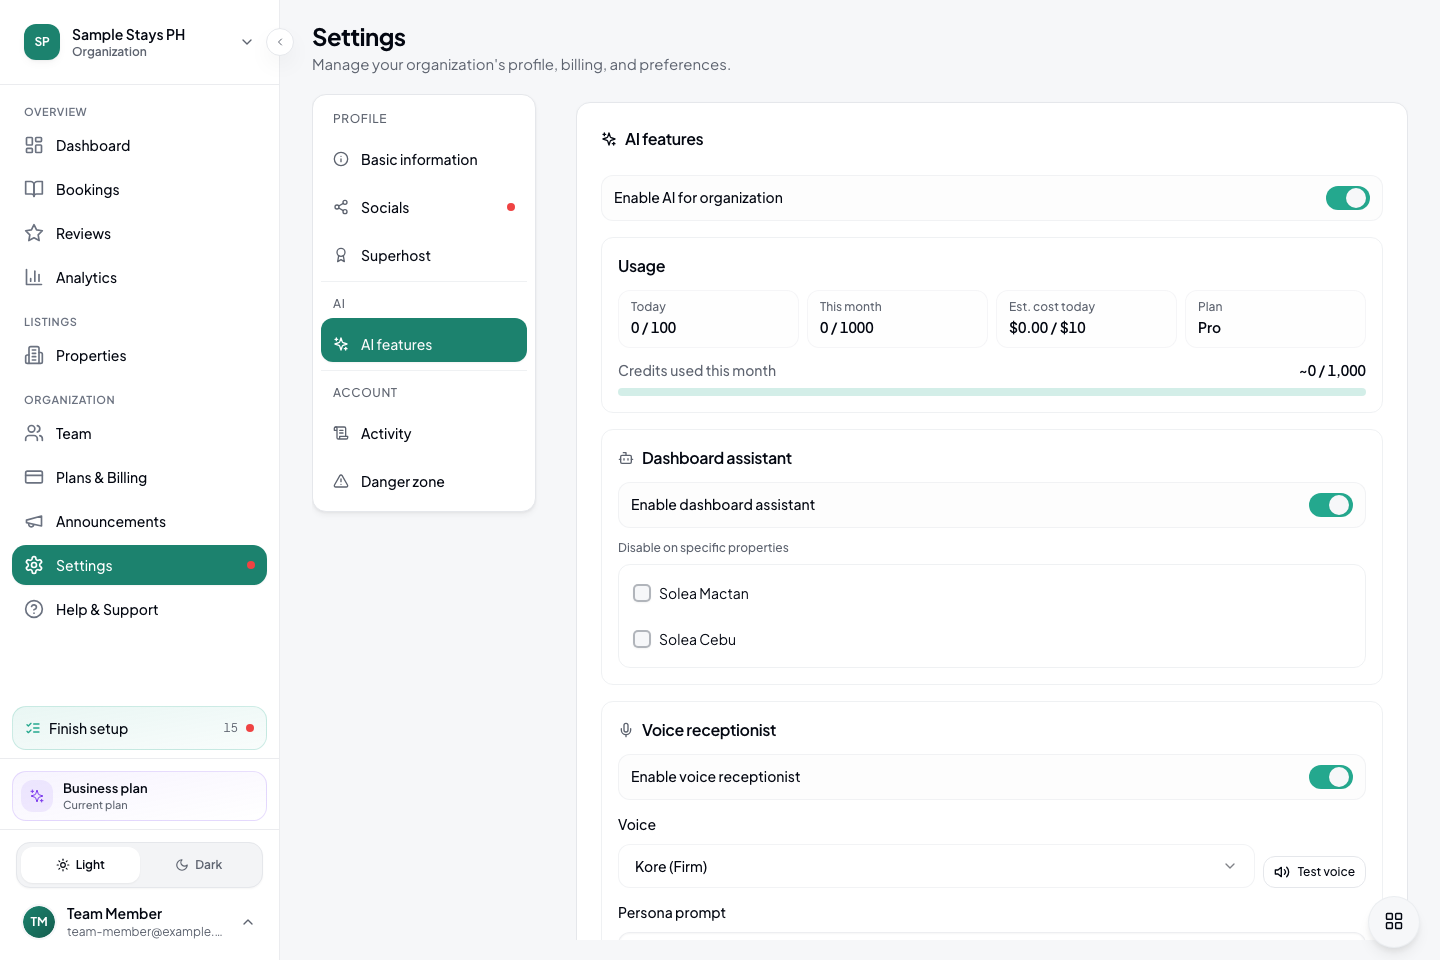 SP
Sample Stays PH
Organization
OVERVIEW
Dashboard
Bookings
Reviews
Analytics
LISTINGS
Properties
ORGANIZATION
Team
Plans & Billing
Announcements
Settings
Help & Support
Finish setup
15
Business plan
Current plan
Light
Dark
TM
Team Member
team-member@example....
Settings
Manage your organization's profile, billing, and preferences.
PROFILE
Basic information
Socials
Superhost
AI
AI features
ACCOUNT
Activity
Danger zone
AI features
Enable AI for organization
Usage
Today
0 / 100
This month
0 / 1000
Est. cost today
$0.00 / $10
Plan
Pro
Credits used this month
~0 / 1,000
Dashboard assistant
Enable dashboard assistant
Disable on specific properties
Solea Mactan
Solea Cebu
Voice receptionist
Enable voice receptionist
Voice
Kore (Firm)
Test voice
Persona prompt